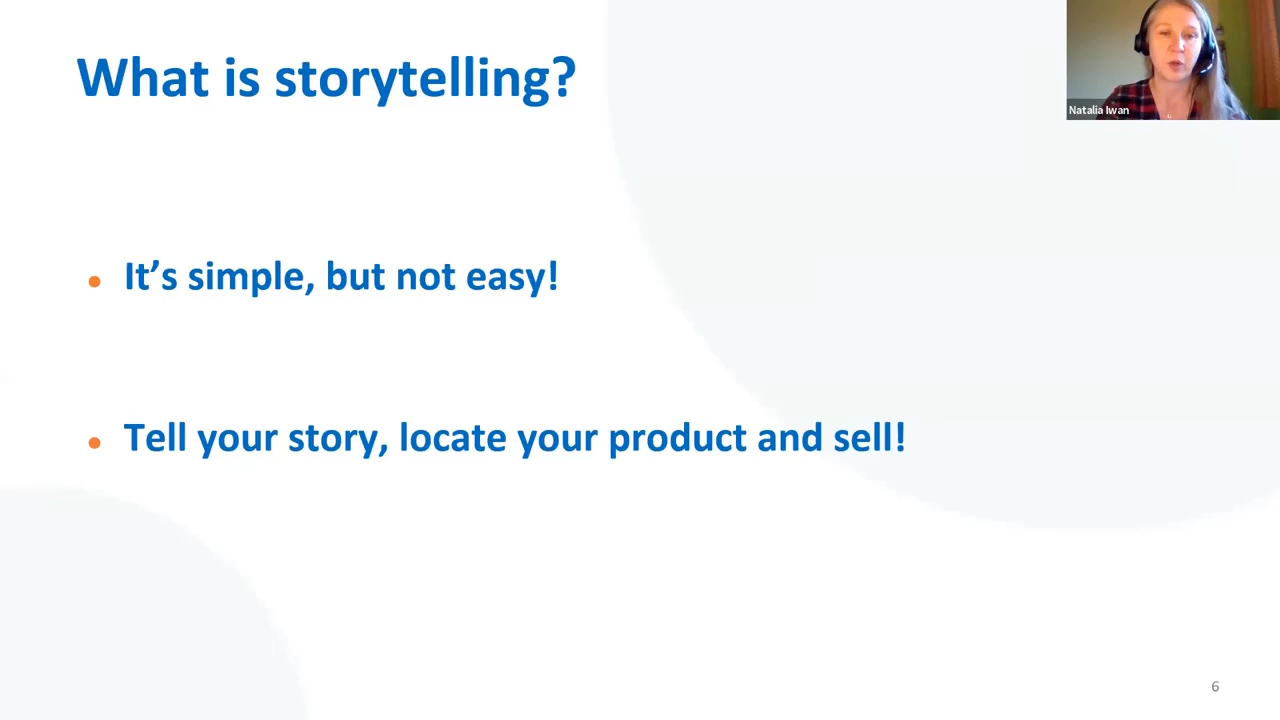 What is storytelling?
Natalia Iwan
It’s simple, but not easy!
Tell your story, locate your product and sell!
6